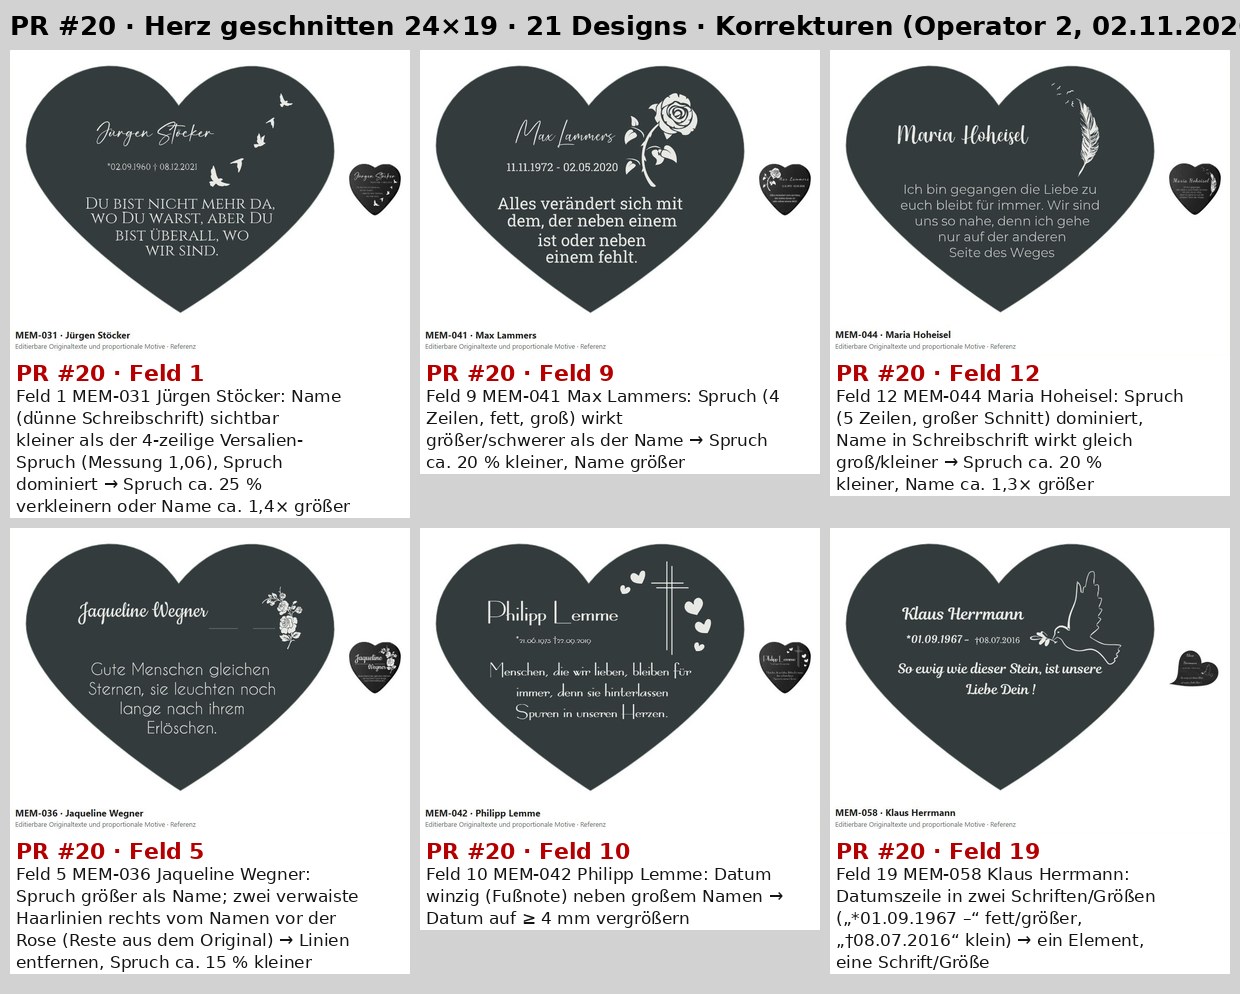 PR #20 · Herz geschnitten 24×19 · 21 Designs · Korrekturen (Operator 2, 02.11.202
Jürgen Stöcker
*02.09.1960 † 08.12.2021
Du bist nicht mehr da,
wo Du warst, aber Du
bist überall, wo
wir sind.
MEM-031 · Jürgen Stöcker
Editierbare Originaltexte und proportionale Motive · Referenz
PR #20 · Feld 1
Feld 1 MEM-031 Jürgen Stöcker: Name
(dünne Schreibschrift) sichtbar
kleiner als der 4-zeilige Versalien-
Spruch (Messung 1,06), Spruch
dominiert → Spruch ca. 25 %
verkleinern oder Name ca. 1,4× größer
Max Lammers
11.11.1972 - 02.05.2020
Alles verändert sich mit
dem, der neben einem
ist oder neben
einem fehlt.
MEM-041 · Max Lammers
Editierbare Originaltexte und proportionale Motive · Referenz
PR #20 · Feld 9
Feld 9 MEM-041 Max Lammers: Spruch (4
Zeilen, fett, groß) wirkt
größer/schwerer als der Name → Spruch
ca. 20 % kleiner, Name größer
Maria Hoheisel
Ich bin gegangen die Liebe zu
euch bleibt für immer. Wir sind
uns so nahe, denn ich gehe
nur auf der anderen
Seite des Weges
MEM-044 · Maria Hoheisel
Editierbare Originaltexte und proportionale Motive · Referenz
PR #20 · Feld 12
Feld 12 MEM-044 Maria Hoheisel: Spruch
(5 Zeilen, großer Schnitt) dominiert,
Name in Schreibschrift wirkt gleich
groß/kleiner → Spruch ca. 20 %
kleiner, Name ca. 1,3× größer
Jaqueline Wegner
Gute Menschen gleichen
Sternen, sie leuchten noch
lange nach ihrem
Erlöschen.
MEM-036 · Jaqueline Wegner
Editierbare Originaltexte und proportionale Motive · Referenz
PR #20 · Feld 5
Feld 5 MEM-036 Jaqueline Wegner:
Spruch größer als Name; zwei verwaiste
Haarlinien rechts vom Namen vor der
Rose (Reste aus dem Original) → Linien
entfernen, Spruch ca. 15 % kleiner
Philipp Lemme
Menschen, die wir lieben, bleiben für
immer, denn sie hinterlassen
Spuren in unseren Herzen.
MEM-042 · Philipp Lemme
Editierbare Originaltexte und proportionale Motive · Referenz
PR #20 · Feld 10
Feld 10 MEM-042 Philipp Lemme: Datum
winzig (Fußnote) neben großem Namen →
Datum auf ≥ 4 mm vergrößern
Klaus Herrmann
*01.09.1967 – †08.07.2016
So ewig wie dieser Stein, ist unsere
Liebe Dein !
MEM-058 · Klaus Herrmann
Editierbare Originaltexte und proportionale Motive · Referenz
PR #20 · Feld 19
Feld 19 MEM-058 Klaus Herrmann:
Datumszeile in zwei Schriften/Größen
(„*01.09.1967 –“ fett/größer,
„†08.07.2016“ klein) → ein Element,
eine Schrift/Größe